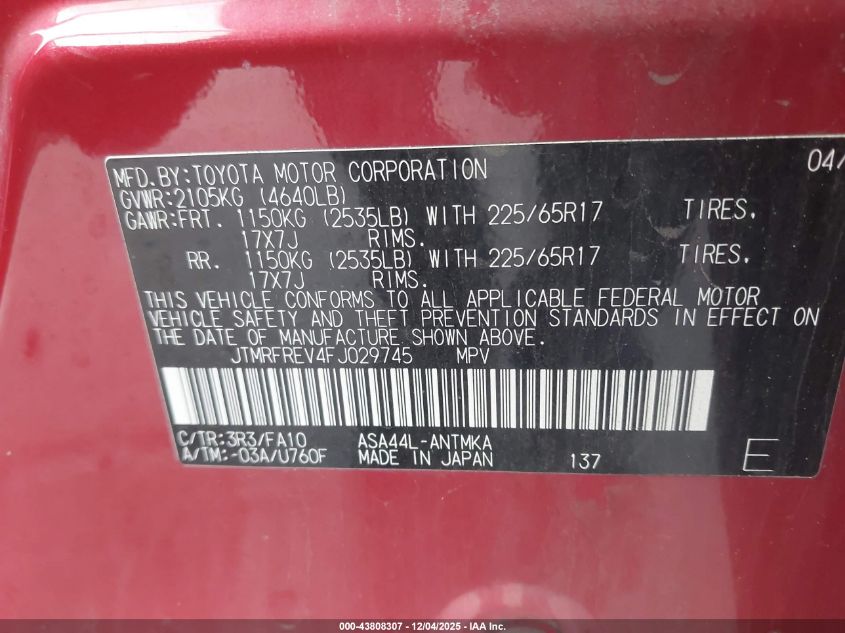 MFD.BY:TOYOTA MOTOR CORPORATION 04/
GVWR:2105KG (4640LB)
GAWR:FRT. 1150KG (2535LB) WITH 225/65R17 TIRES.
17X7J RIMS.
RR. 1150KG (2535LB) WITH 225/65R17 TIRES.
17X7J RIMS.
THIS VEHICLE CONFORMS TO ALL APPLICABLE FEDERAL MOTOR
VEHICLE SAFETY AND THEFT PREVENTION STANDARDS IN EFFECT ON
THE DATE OF MANUFACTURE SHOWN ABOVE.
JTMRFREV4FJ029745 MPV
C/TR:3R3/FA10 ASA44L-ANTMKA
A/TM:-03A/U760F MADE IN JAPAN 137 E
000-43808307 - 12/04/2025 - IAA Inc.